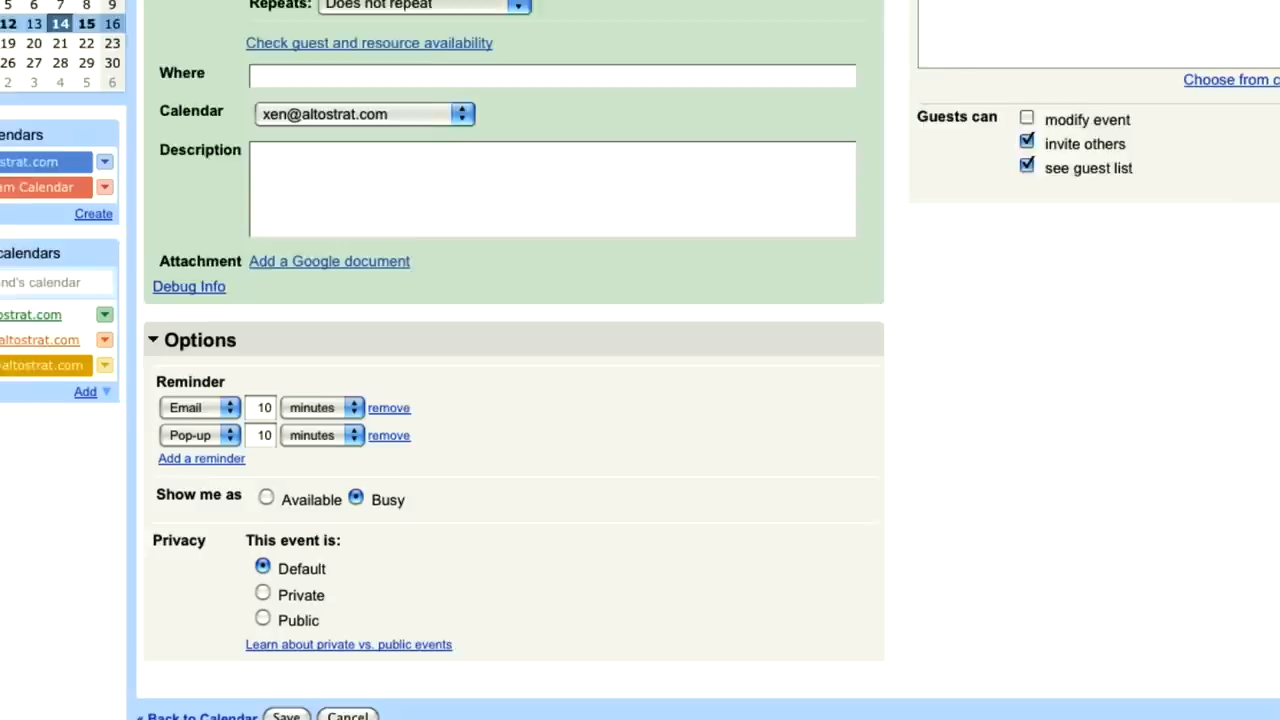 5 6 7 8 9
Repeats: Does not repeat
12 13 14 15 16
19 20 21 22 23
26 27 28 29 30
2 3 4 5 6
Check guest and resource availability
Where
Calendar xen@altostrat.com
Description
Attachment Add a Google document
Debug Info
endars
strat.com
am Calendar
Create
calendars
nd's calendar
ostrat.com
altostrat.com
altostrat.com
Add
Options
Reminder
Email 10 minutes remove
Pop-up 10 minutes remove
Add a reminder
Show me as Available Busy
Privacy This event is:
Default
Private
Public
Learn about private vs. public events
« Back to Calendar Save Cancel
Choose from c
Guests can modify event
invite others
see guest list